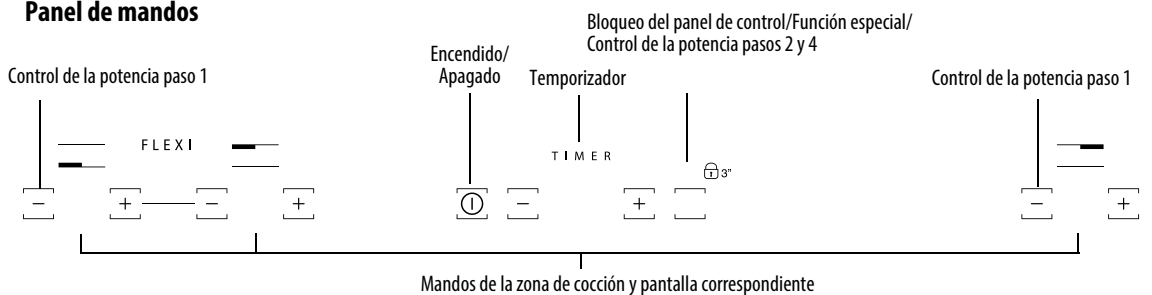 Panel de mandos
Bloqueo del panel de control/Función especial/
Control de la potencia pasos 2 y 4
Encendido/
Apagado
Temporizador
Control de la potencia paso 1
Control de la potencia paso 1
FLEXI
TIMER
3"
- + - + - + - +
Mandos de la zona de cocción y pantalla correspondiente